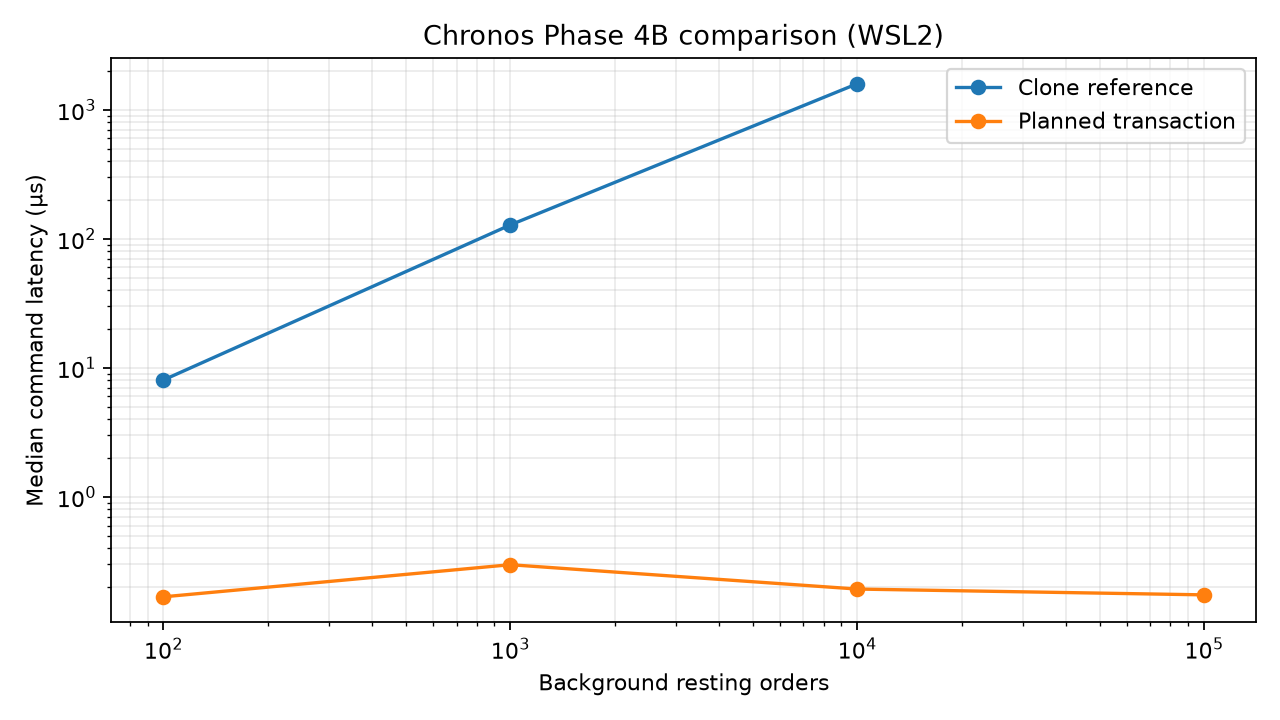 Chronos Phase 4B comparison (WSL2)
Clone reference
Planned transaction
Median command latency (µs)
10³
10²
10¹
10⁰
10² 10³ 10⁴ 10⁵
Background resting orders